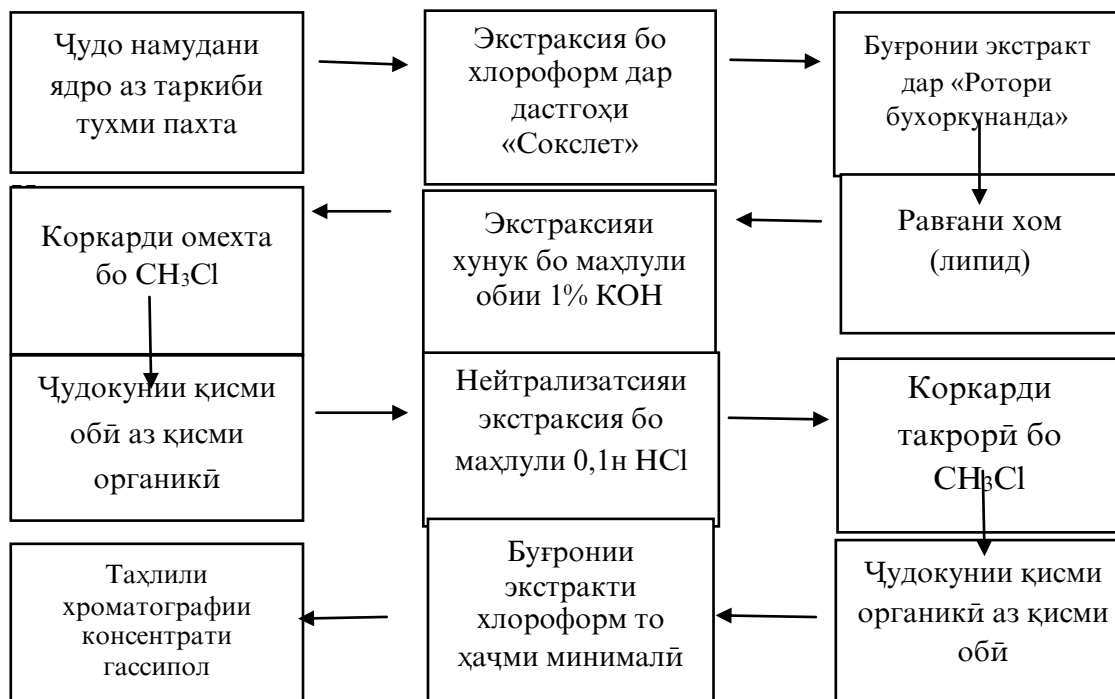 Ҷудо намудани
ядро аз таркиби
тухми пахта
Экстраксия бо
хлороформ дар
дастгоҳи
«Сокслет»
Буғронии экстракт
дар «Ротори
бухоркунанда»
Равғани хом
(липид)
Экстраксияи
хунук бо маҳлули
обии 1% КОН
Коркарди омехта
бо CH₃Cl
Ҷудокунии қисми
обӣ аз қисми
органикӣ
Нейтрализатсияи
экстраксия бо
маҳлули 0,1н HCl
Коркарди
такрорӣ бо
CH₃Cl
Ҷудокунии қисми
органикӣ аз қисми
обӣ
Буғронии
экстракти
хлороформ то
ҳаҷми минималӣ
Таҳлили
хроматографии
консентрати
гассипол